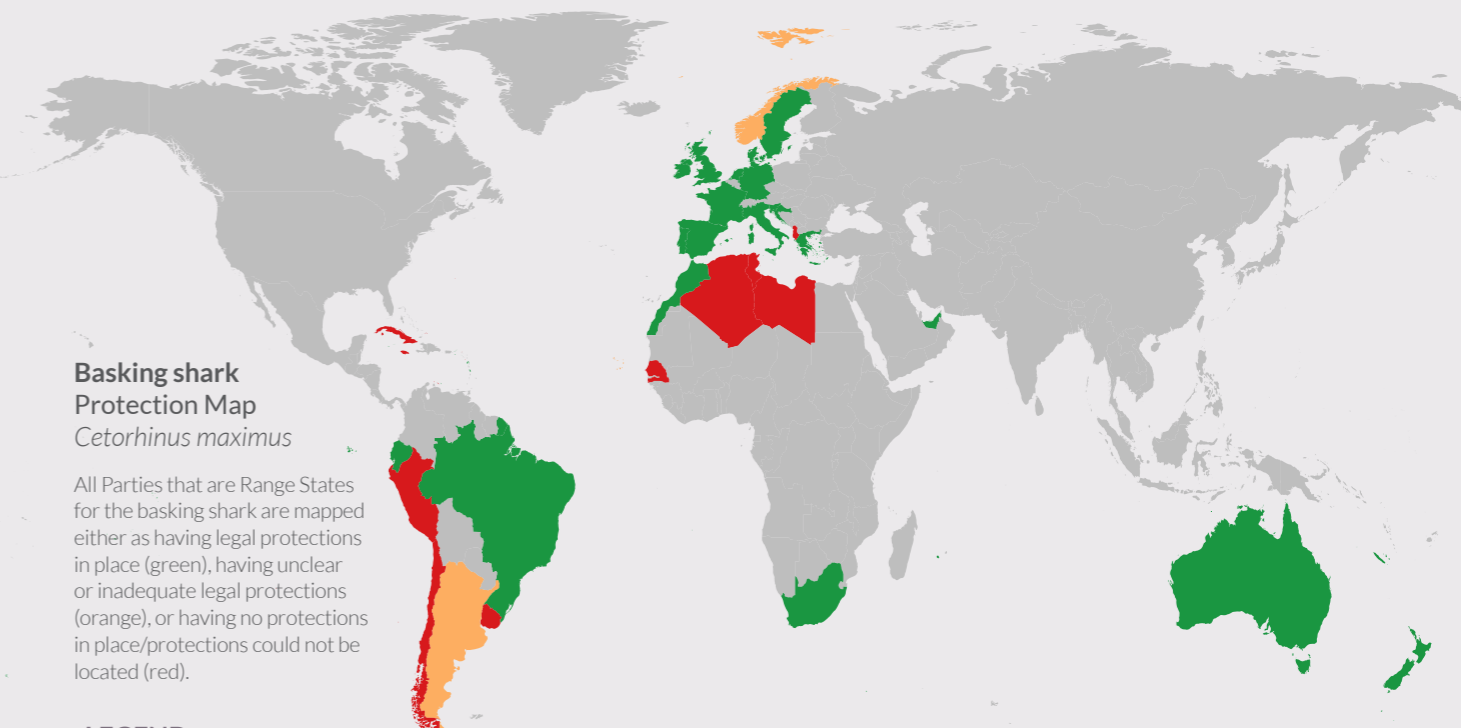 Basking shark
Protection Map
Cetorhinus maximus
All Parties that are Range States
for the basking shark are mapped
either as having legal protections
in place (green), having unclear
or inadequate legal protections
(orange), or having no protections
in place/protections could not be
located (red).